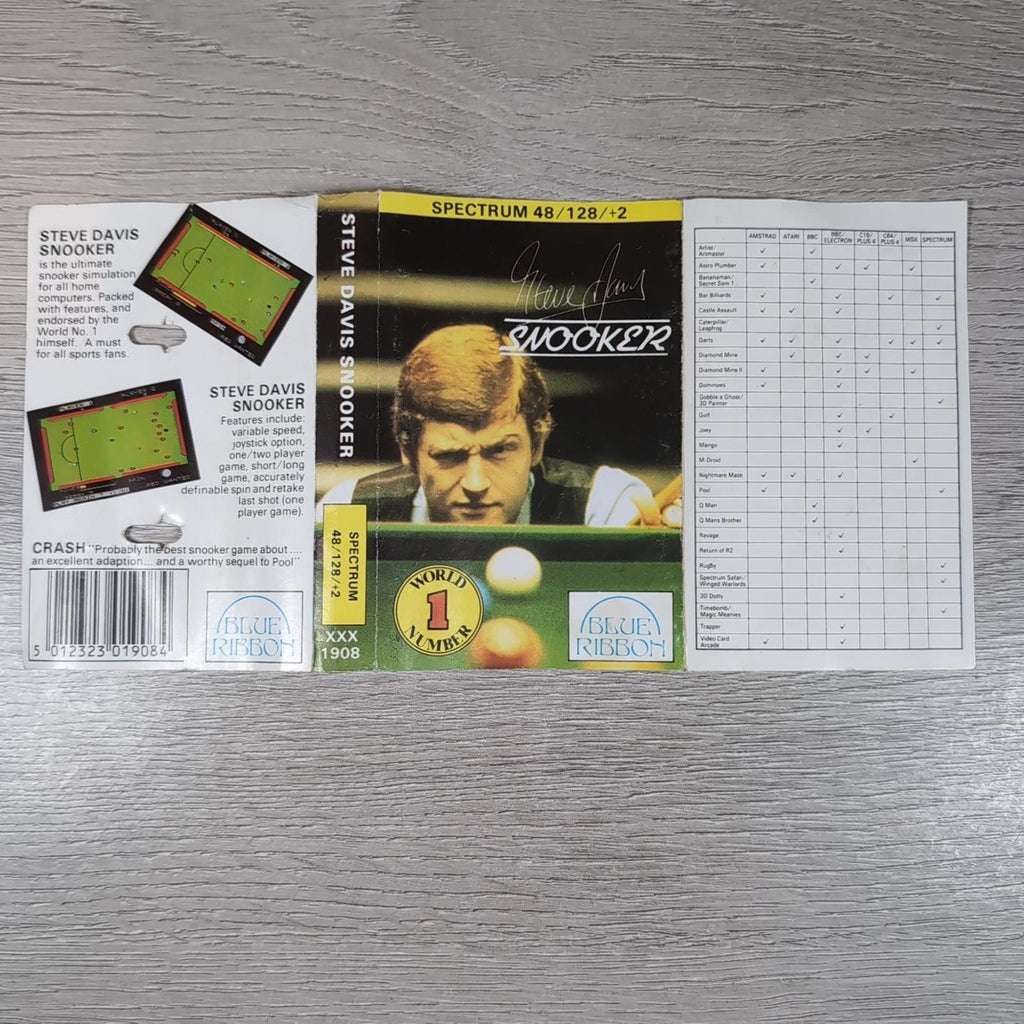 STEVE DAVIS
SNOOKER
is the ultimate
snooker simulation
for all home
computers. Packed
with features, and
endorsed by the
World No. 1
himself. A must
for all sports fans.
STEVE DAVIS
SNOOKER
Features include:
variable speed,
joystick option,
one/two player
game, short/long
game, accurately
definable spin and retake
last shot (one
player game).
CRASH "Probably the best snooker game about ....
an excellent adaption... and a worthy sequel to Pool"
5 012323 019084
BLUE
RIBBON
STEVE DAVIS SNOOKER
SPECTRUM
48/128/+2
XXX
1908
SPECTRUM 48/128/+2
Steve Davis
SNOOKER
WORLD
1
NUMBER
BLUE
RIBBON
AMSTRAD ATARI BBC BBC/ELECTRON C16/PLUS 4 C64/PLUS 4 MSX SPECTRUM
Artist/
Artmaster ✓ ✓
Astro Plumber ✓ ✓ ✓ ✓
Bananaman/
Secret Sam 1 ✓
Bar Billiards ✓ ✓ ✓ ✓
Castle Assault ✓ ✓ ✓
Caterpillar/
Leapfrog ✓
Darts ✓ ✓ ✓ ✓ ✓ ✓
Diamond Mine ✓ ✓ ✓
Diamond Mine II ✓ ✓ ✓ ✓
Dominoes ✓ ✓
Gobble a Ghost/
3D Painter ✓
Golf ✓ ✓
Joey ✓ ✓
Mango ✓
M-Droid ✓
Nightmare Maze ✓ ✓ ✓
Pool ✓ ✓
Q Man ✓
Q Mans Brother ✓
Ravage ✓
Return of R2 ✓
Rugby ✓
Spectrum Safari/
Winged Warlords ✓
3D Dotty ✓
Timebomb/
Magic Meanies ✓
Trapper ✓
Video Card
Arcade ✓ ✓